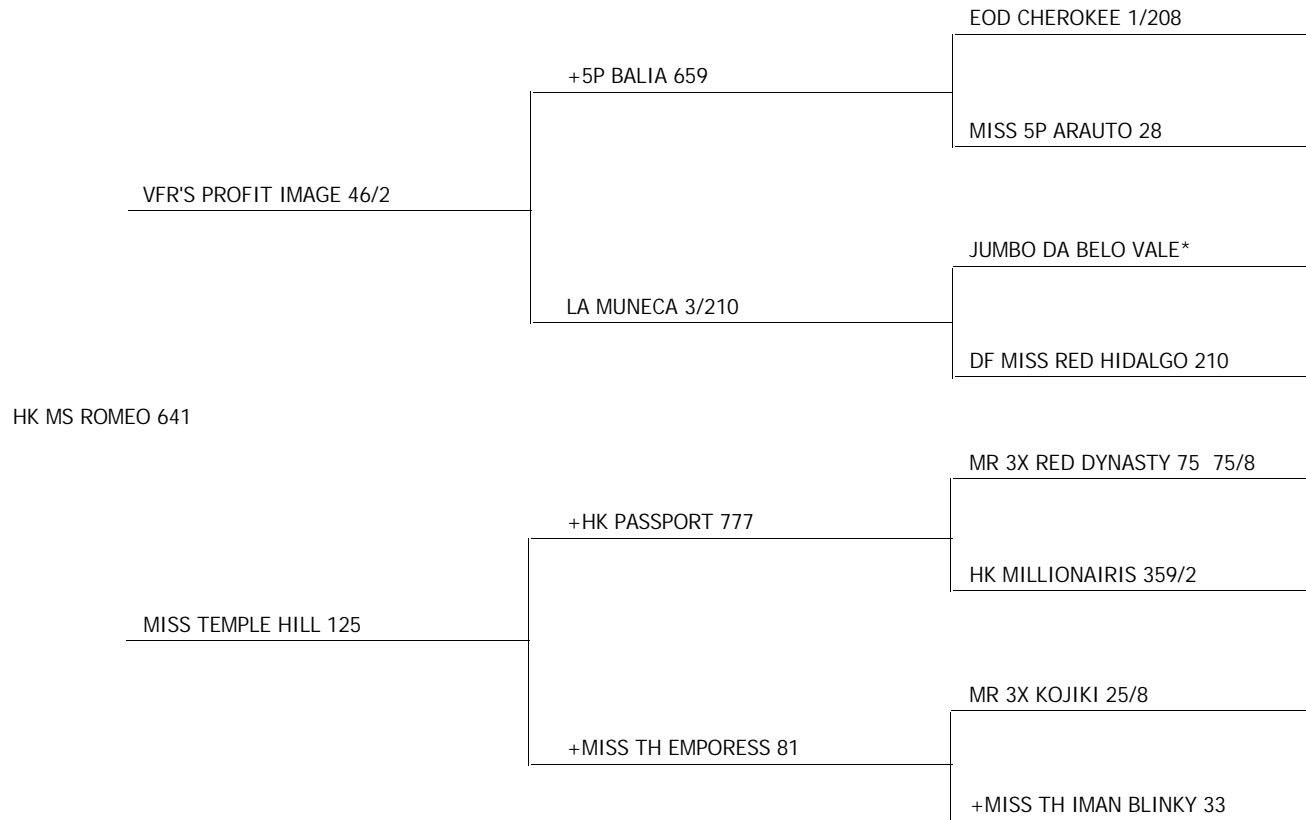 EOD CHEROKEE 1/208
+5P BALIA 659
MISS 5P ARAUTO 28
VFR'S PROFIT IMAGE 46/2
JUMBO DA BELO VALE*
LA MUNECA 3/210
DF MISS RED HIDALGO 210
HK MS ROMEO 641
MR 3X RED DYNASTY 75 75/8
+HK PASSPORT 777
HK MILLIONAIRIS 359/2
MISS TEMPLE HILL 125
MR 3X KOJIKI 25/8
+MISS TH EMPORESS 81
+MISS TH IMAN BLINKY 33